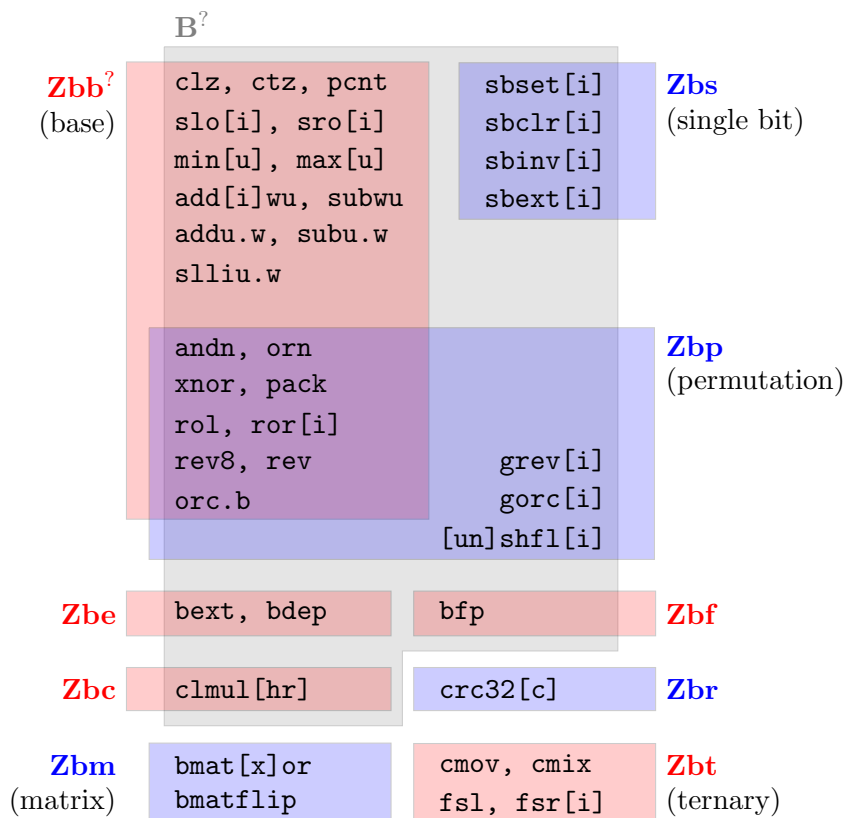 B?
Zbb? clz, ctz, pcnt sbset[i] Zbs
(base) slo[i], sro[i] sbclr[i] (single bit)
min[u], max[u] sbinv[i]
add[i]wu, subwu sbext[i]
addu.w, subu.w
slliu.w
andn, orn Zbp
xnor, pack (permutation)
rol, ror[i]
rev8, rev grev[i]
orc.b gorc[i]
[un]shfl[i]
Zbe bext, bdep bfp Zbf
Zbc clmul[hr] crc32[c] Zbr
Zbm bmat[x]or cmov, cmix Zbt
(matrix) bmatflip fsl, fsr[i] (ternary)